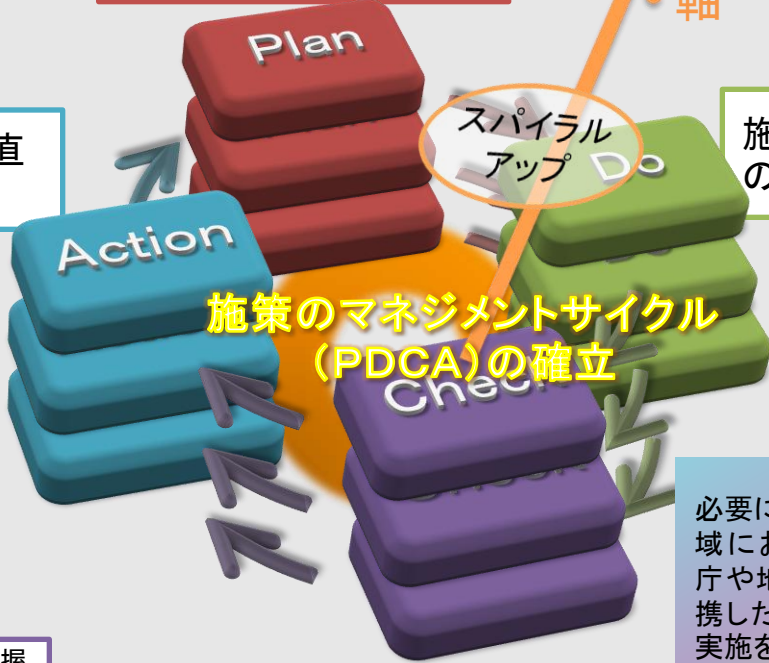 軸
Plan
スパイラル
アップ
Do
直
施
の
Action
施策のマネジメントサイクル
(PDCA)の確立
Check
必要に
域にお
庁や地
携した
実施を
握